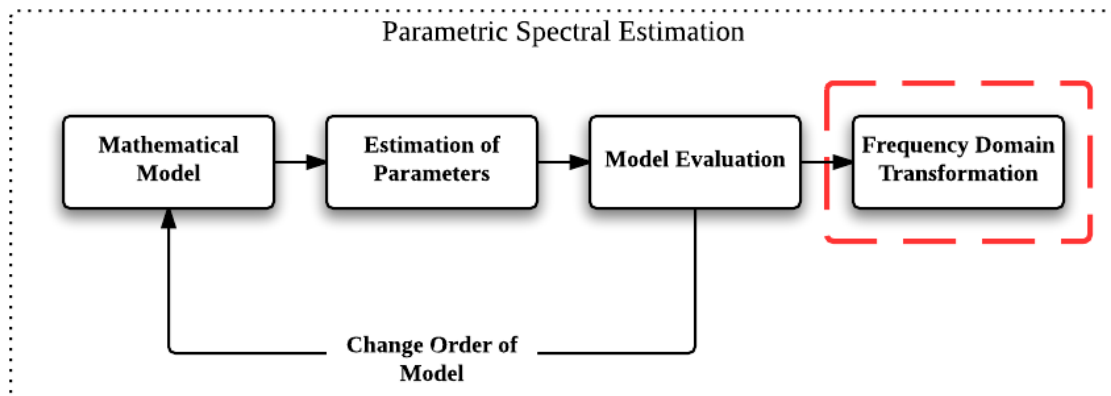 Parametric Spectral Estimation
Mathematical
Model
Estimation of
Parameters
Model Evaluation
Frequency Domain
Transformation
Change Order of
Model